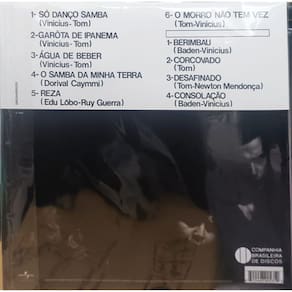 1- SÓ DANÇO SAMBA
(Vinicius-Tom)
2-GARÔTA DE IPANEMA
(Vinicius-Tom)
3-ÁGUA DE BEBER
(Vinicius-Tom)
4-O SAMBA DA MINHA TERRA
(Dorival Caymmi)
5- REZA
(Edu Lôbo-Ruy Guerra)
6-O MORRO NÃO TEM VEZ
(Tom-Vinicius)
1-BERIMBAU
(Baden-Vinicius)
2-CORCOVADO
(Tom)
3-DESAFINADO
(Tom-Newton Mendonça)
4-CONSOLAÇÃO
(Baden-Vinicius)
COMPANHIA
BRASILEIRA
DE DISCOS